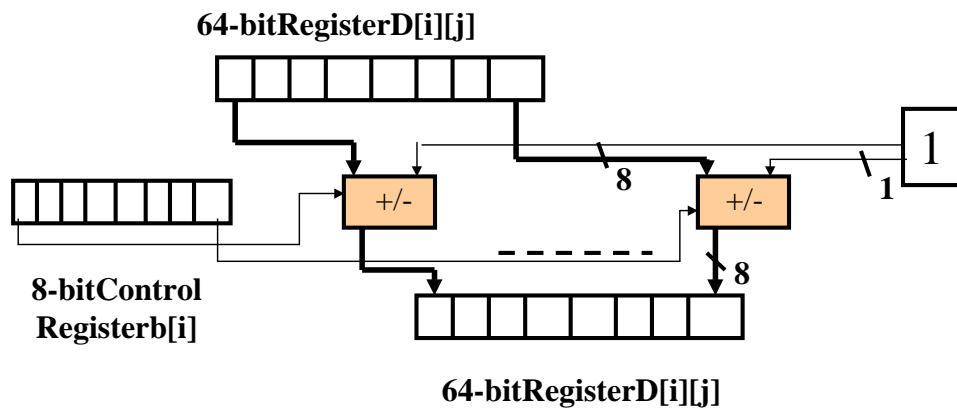 64-bitRegisterD[i][j]
1
8
1
+/-
+/-
8
8-bitControl
Registerb[i]
64-bitRegisterD[i][j]